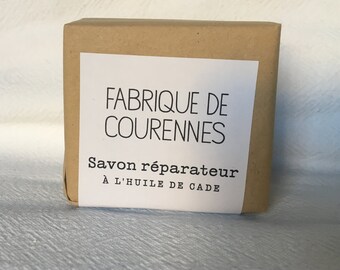 FABRIQUE DE
COURENNES
Savon réparateur
À L'HUILE DE CADE